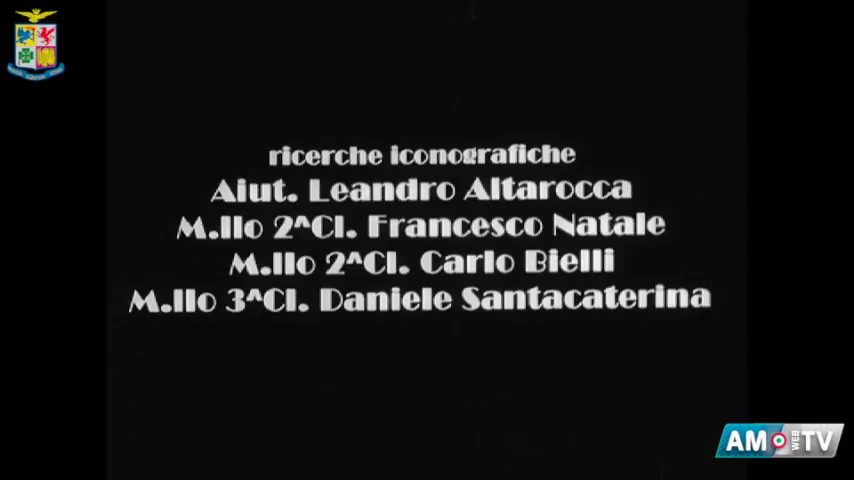 ricerche iconografiche
Aiut. Leandro Altarocca
M.llo 2^Cl. Francesco Natale
M.llo 2^Cl. Carlo Bielli
M.llo 3^Cl. Daniele Santacaterina
AM WEB TV